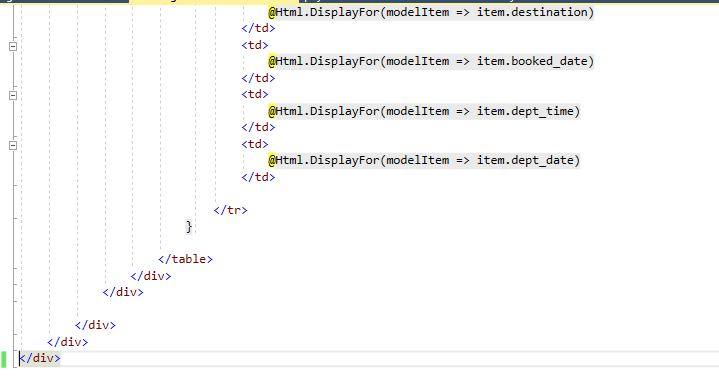 @Html.DisplayFor(modelItem => item.destination)
</td>
<td>
@Html.DisplayFor(modelItem => item.booked_date)
</td>
<td>
@Html.DisplayFor(modelItem => item.dept_time)
</td>
<td>
@Html.DisplayFor(modelItem => item.dept_date)
</td>
</tr>
}
</table>
</div>
</div>
</div>
</div>
</div>